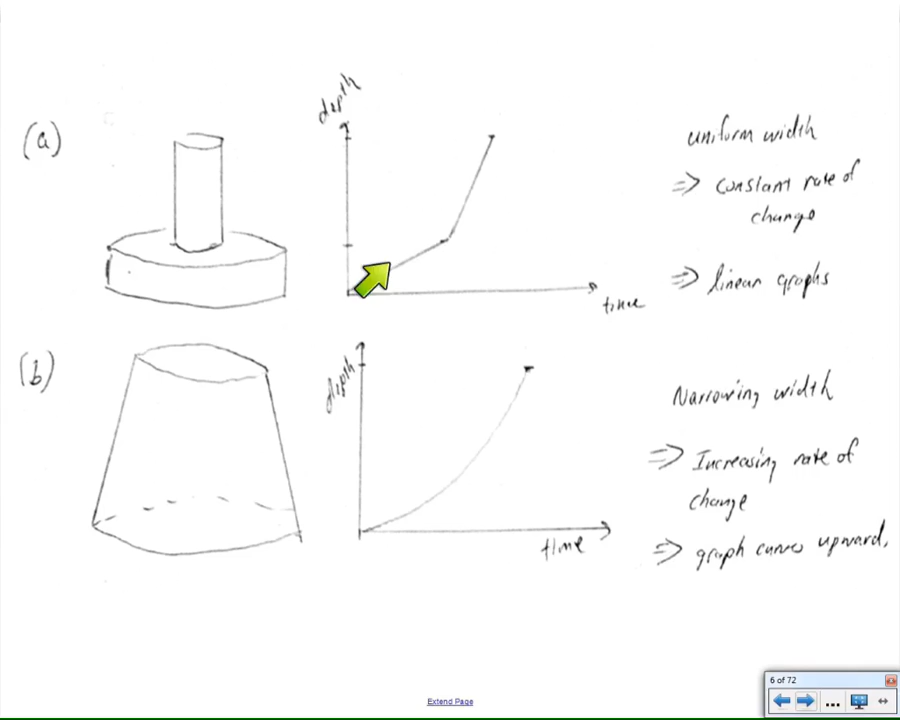 (a)
depth
time
uniform width
⇒ constant rate of
change
⇒ linear graphs
(b)
depth
time
Narrowing width
⇒ Increasing rate of
change
⇒ graph curves upward.
Extend Page
6 of 72
...